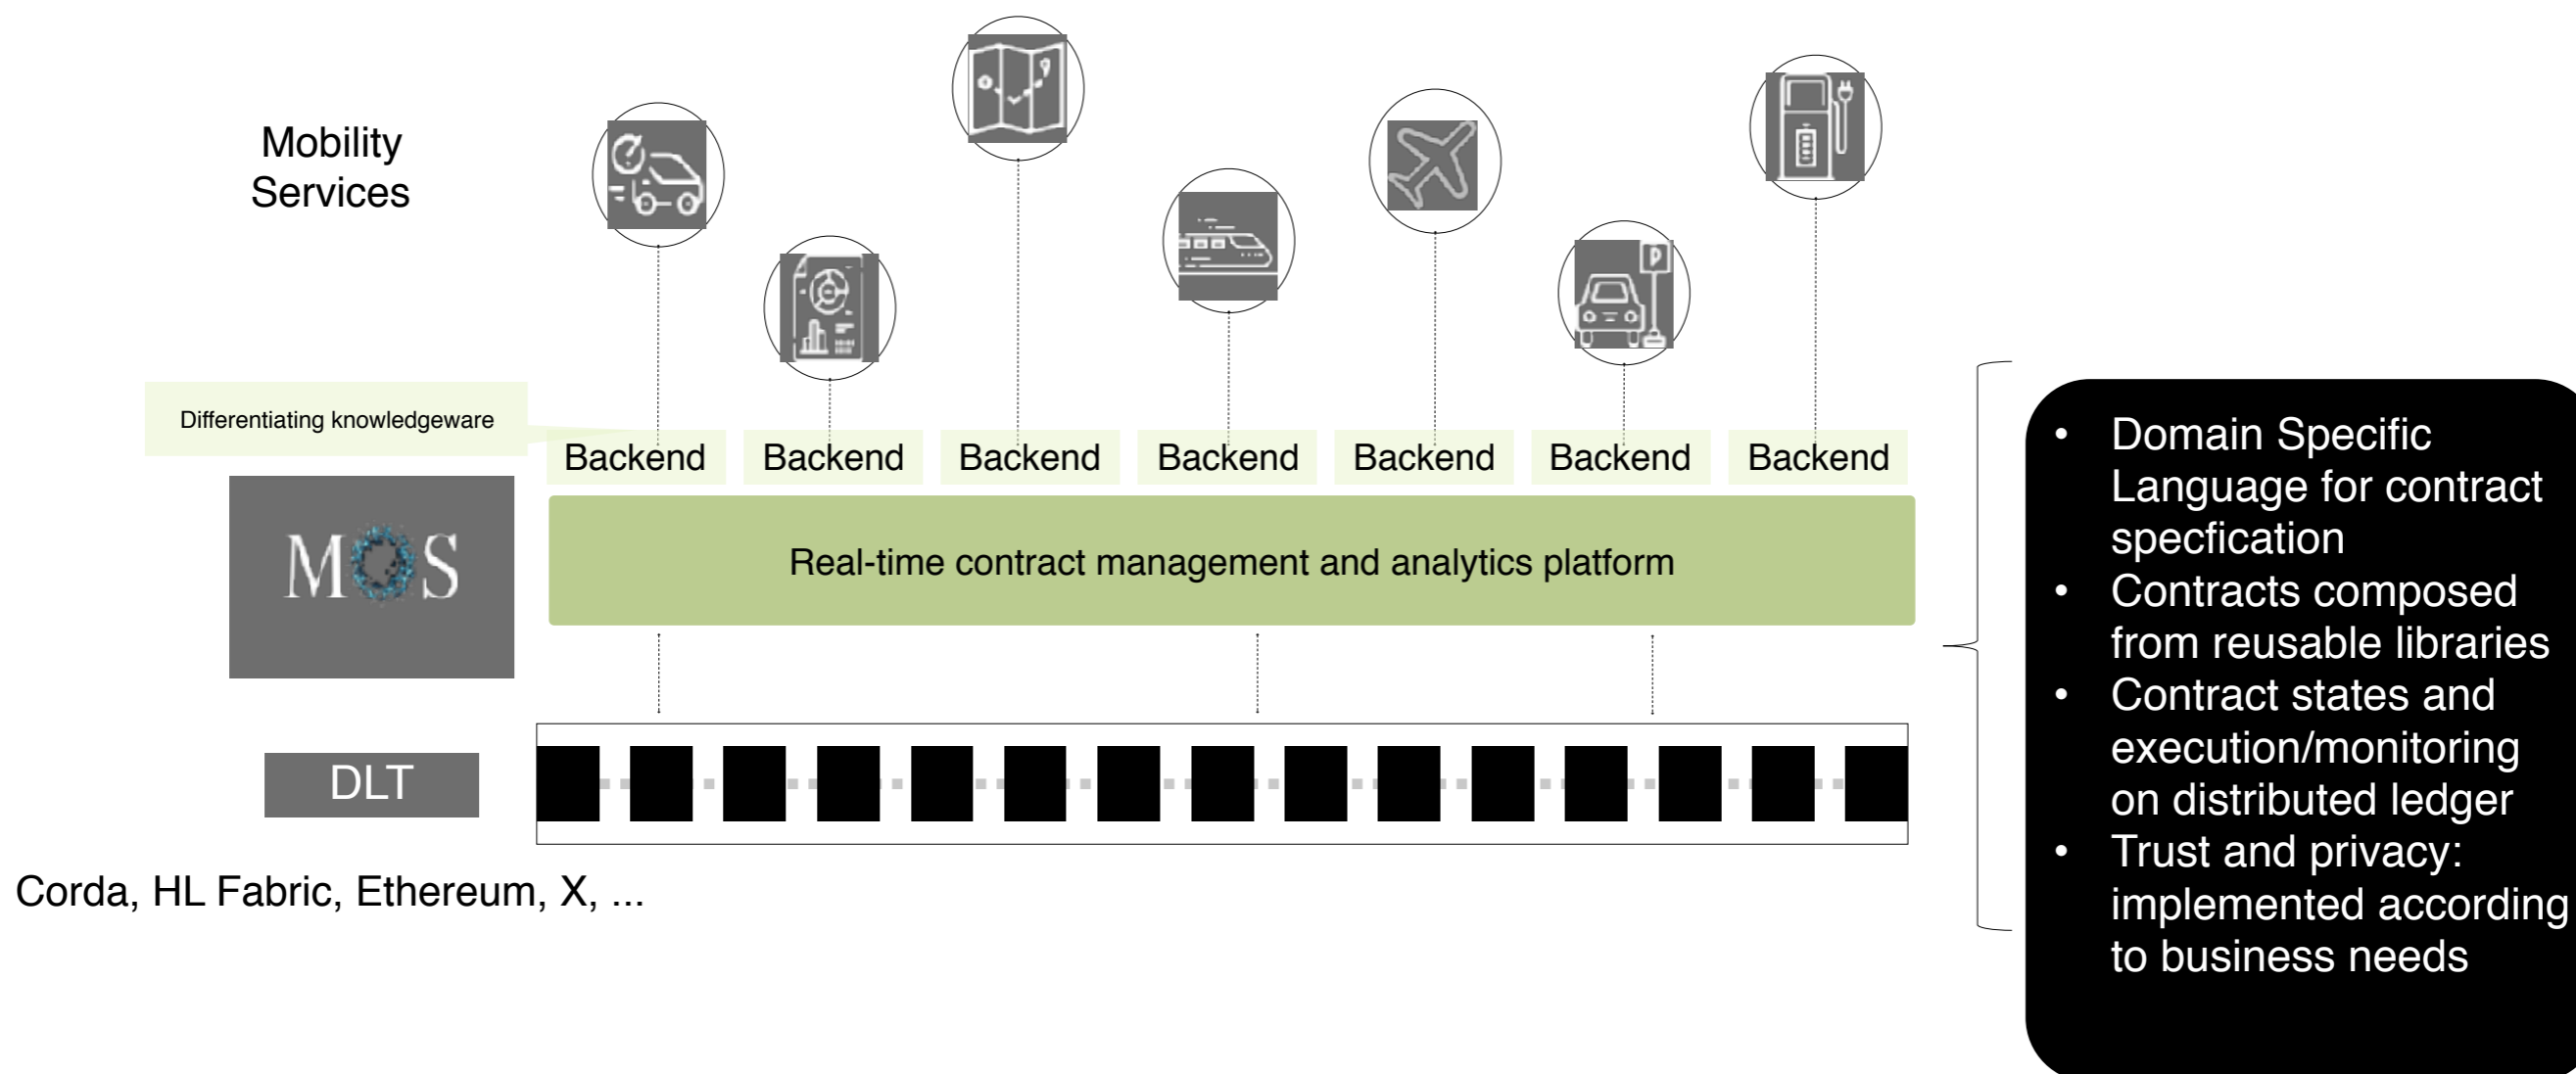 Mobility
Services
Differentiating knowledgeware
Backend
Backend
Backend
Backend
Backend
Backend
Backend
MOS
Real-time contract management and analytics platform
DLT
Corda, HL Fabric, Ethereum, X, ...
• Domain Specific
Language for contract
specfication
• Contracts composed
from reusable libraries
• Contract states and
execution/monitoring
on distributed ledger
• Trust and privacy:
implemented according
to business needs